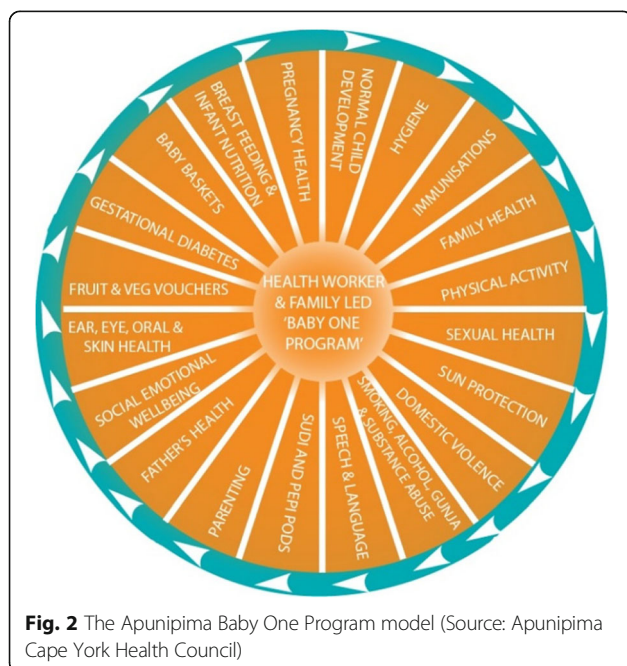 PREGNANCY HEALTH
NORMAL CHILD
DEVELOPMENT
HYGIENE
IMMUNISATIONS
FAMILY HEALTH
PHYSICAL ACTIVITY
SEXUAL HEALTH
SUN PROTECTION
DOMESTIC VIOLENCE
SMOKING, ALCOHOL, GUNJA
& SUBSTANCE ABUSE
SPEECH & LANGUAGE
SUDI AND PEPI PODS
PARENTING
FATHER'S HEALTH
SOCIAL EMOTIONAL
WELLBEING
EAR, EYE, ORAL &
SKIN HEALTH
FRUIT & VEG VOUCHERS
GESTATIONAL DIABETES
BABY BASKETS
BREAST FEEDING &
INFANT NUTRITION
HEALTH WORKER
& FAMILY LED
'BABY ONE
PROGRAM'
Fig. 2 The Apunipima Baby One Program model (Source: Apunipima
Cape York Health Council)